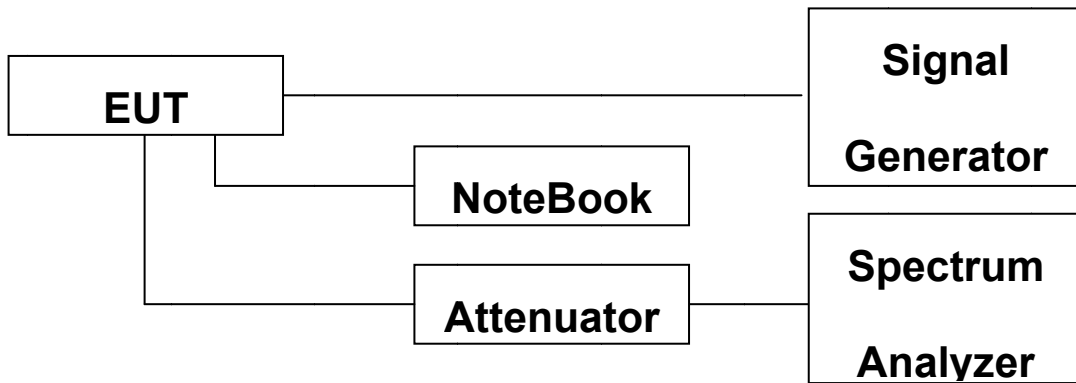 EUT
Signal
Generator
NoteBook
Attenuator
Spectrum
Analyzer